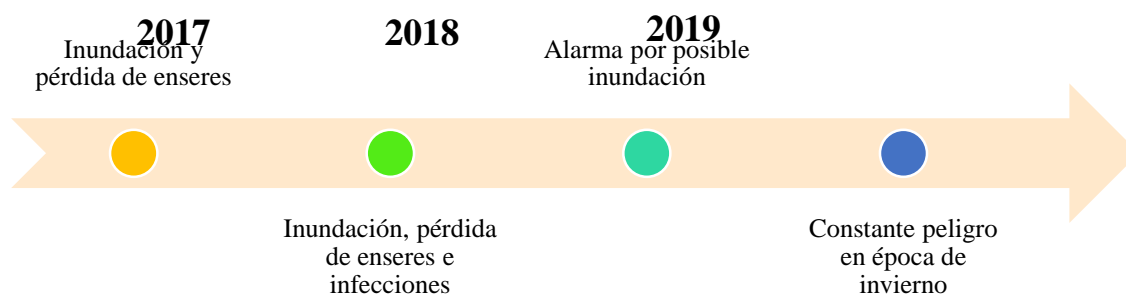 2017
Inundación y
pérdida de enseres
2018
Inundación, pérdida
de enseres e
infecciones
2019
Alarma por posible
inundación
Constante peligro
en época de
invierno